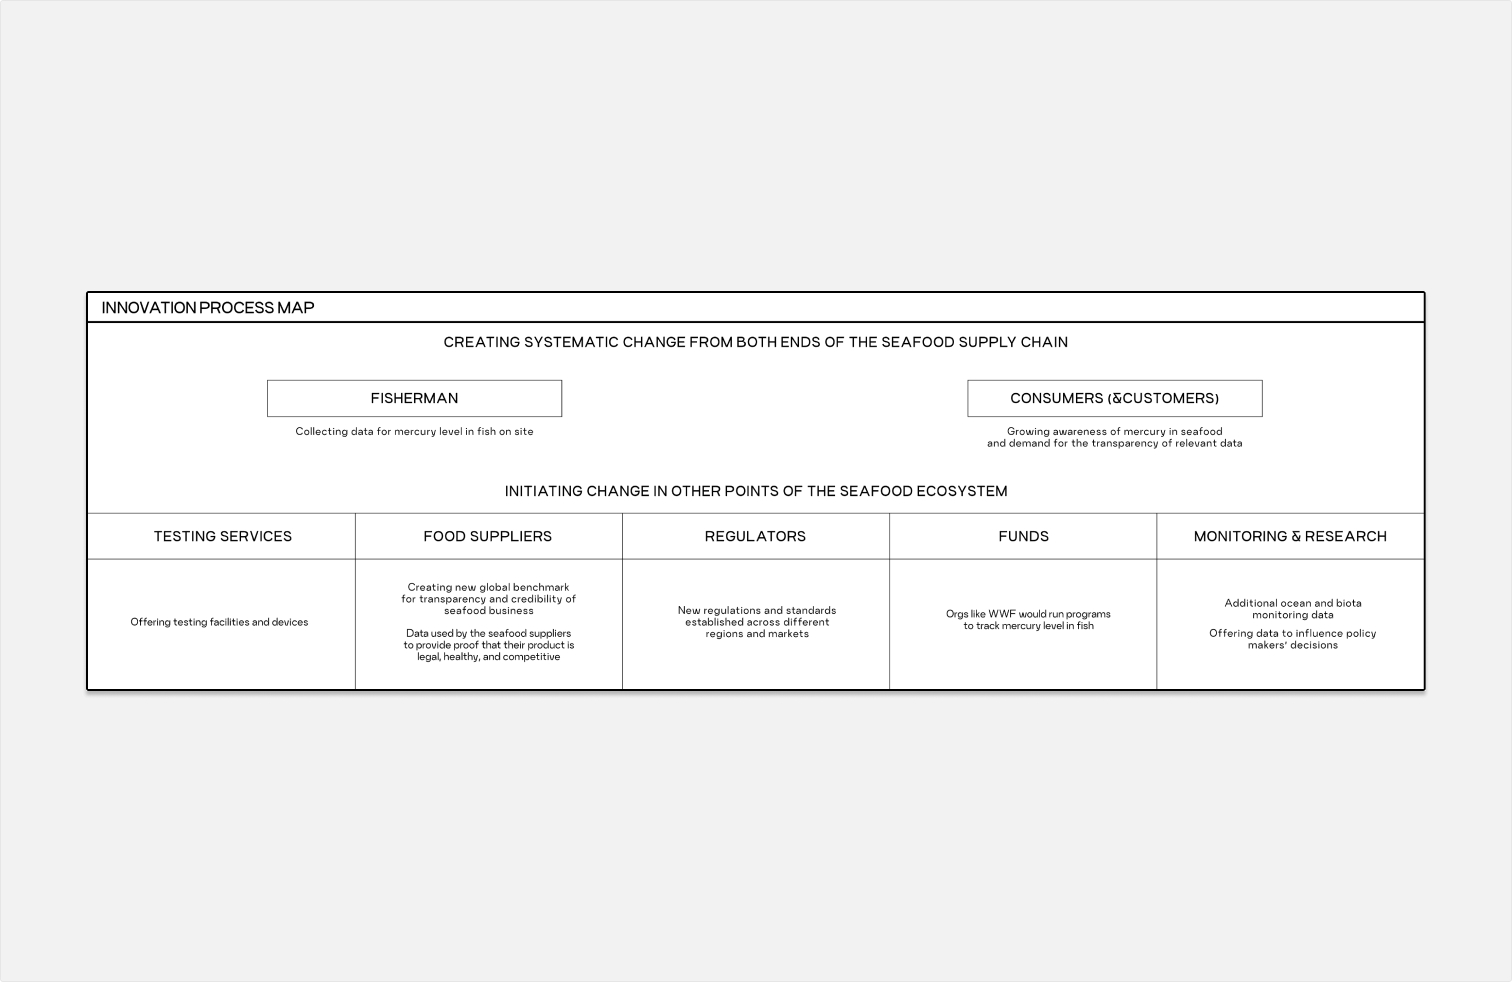 INNOVATION PROCESS MAP
CREATING SYSTEMATIC CHANGE FROM BOTH ENDS OF THE SEAFOOD SUPPLY CHAIN
FISHERMAN
Collecting data for mercury level in fish on site
CONSUMERS (&CUSTOMERS)
Growing awareness of mercury in seafood
and demand for the transparency of relevant data
INITIATING CHANGE IN OTHER POINTS OF THE SEAFOOD ECOSYSTEM
TESTING SERVICES
Offering testing facilities and devices
FOOD SUPPLIERS
Creating new global benchmark
for transparency and credibility of
seafood business
Data used by the seafood suppliers
to provide proof that their product is
legal, healthy, and competitive
REGULATORS
New regulations and standards
established across different
regions and markets
FUNDS
Orgs like WWF would run programs
to track mercury level in fish
MONITORING & RESEARCH
Additional ocean and biota
monitoring data
Offering data to influence policy
makers' decisions